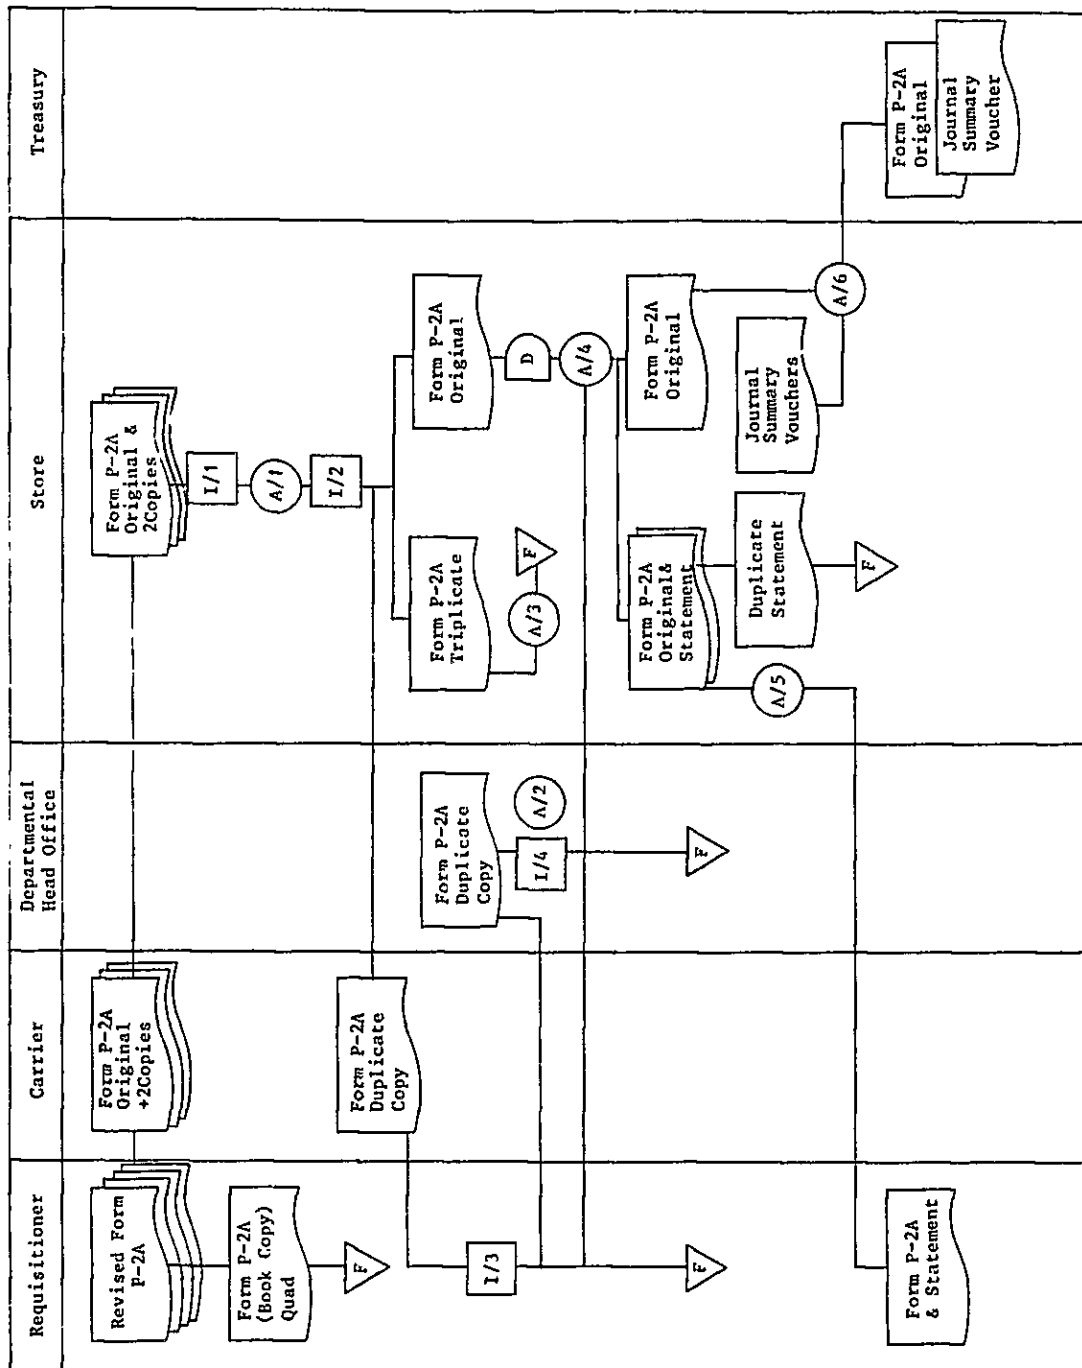 Requisitioner
Carrier
Departmental
Head Office
Store
Treasury
Revised Form
P-2A
Form P-2A
Original
+2Copies
Form P-2A
Original &
2Copies
Form P-2A
(Book Copy)
Quad
F
I/1
A/1
I/2
Form P-2A
Duplicate
Copy
I/3
F
Form P-2A
Duplicate
Copy
I/4
A/2
F
Form P-2A
Triplicate
A/3
F
Form P-2A
Original
D
A/4
Form P-2A
Original&
Statement
Form P-2A
Original
Duplicate
Statement
F
A/5
Journal
Summary
Vouchers
A/6
Form P-2A
& Statement
Form P-2A
Original
Journal
Summary
Voucher